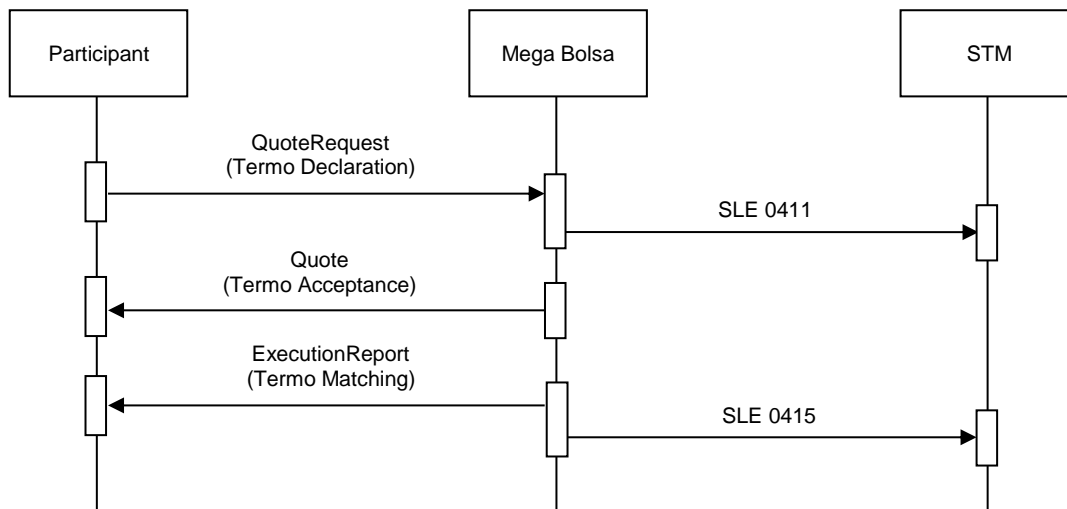 Participant
Mega Bolsa
STM
QuoteRequest
(Termo Declaration)
SLE 0411
Quote
(Termo Acceptance)
ExecutionReport
(Termo Matching)
SLE 0415